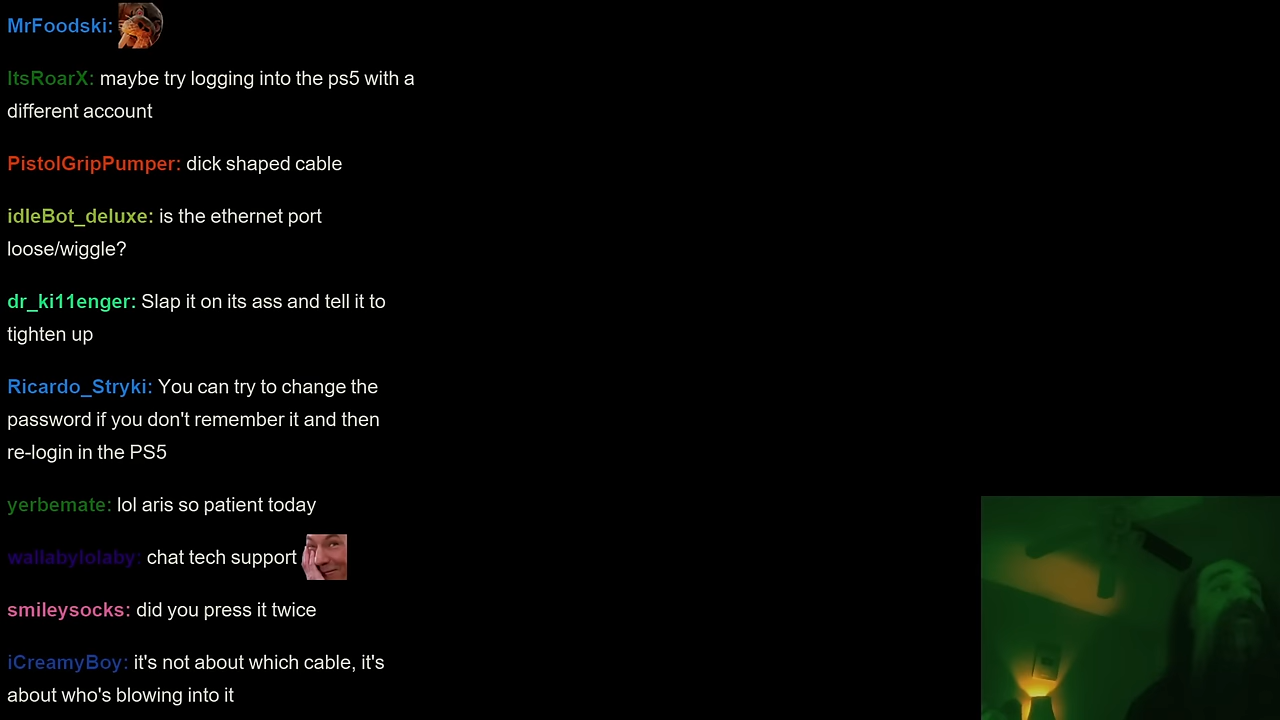 MrFoodski:
ItsRoarX: maybe try logging into the ps5 with a
different account
PistolGripPumper: dick shaped cable
idleBot_deluxe: is the ethernet port
loose/wiggle?
dr_ki11enger: Slap it on its ass and tell it to
tighten up
Ricardo_Stryki: You can try to change the
password if you don't remember it and then
re-login in the PS5
yerbemate: lol aris so patient today
wallabylolaby: chat tech support
smileysocks: did you press it twice
iCreamyBoy: it's not about which cable, it's
about who's blowing into it